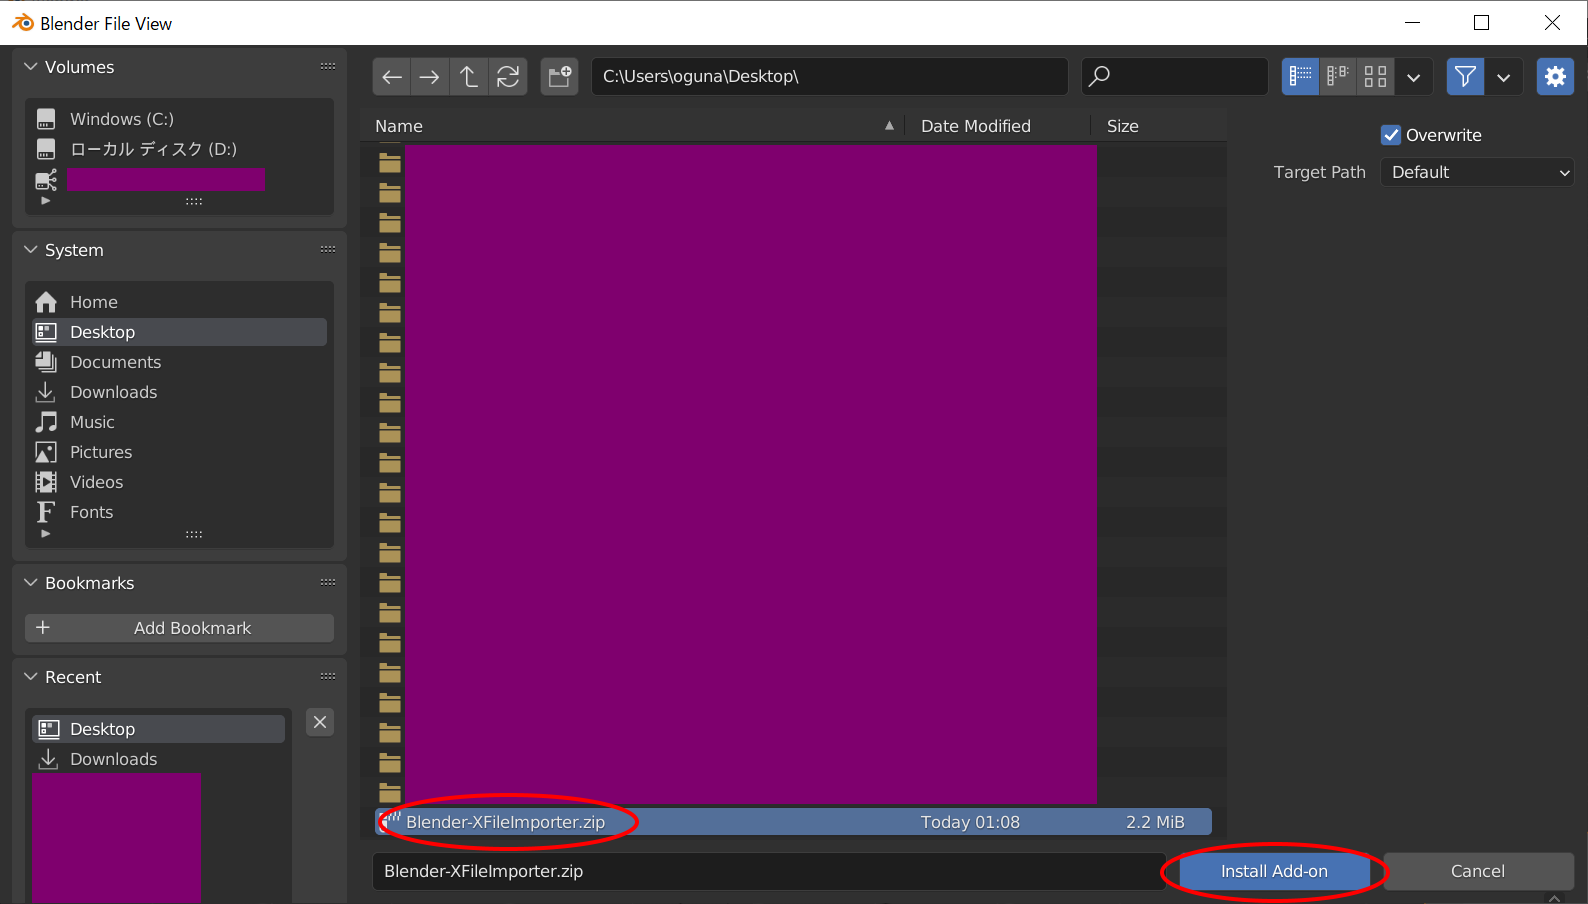 Blender File View
Volumes
Windows (C:)
ローカル ディスク (D:)
System
Home
Desktop
Documents
Downloads
Music
Pictures
Videos
Fonts
Bookmarks
Add Bookmark
Recent
Desktop
Downloads
C:\Users\oguna\Desktop\
Name Date Modified Size
Blender-XFileImporter.zip Today 01:08 2.2 MiB
Blender-XFileImporter.zip
Install Add-on
Cancel
Overwrite
Target Path Default